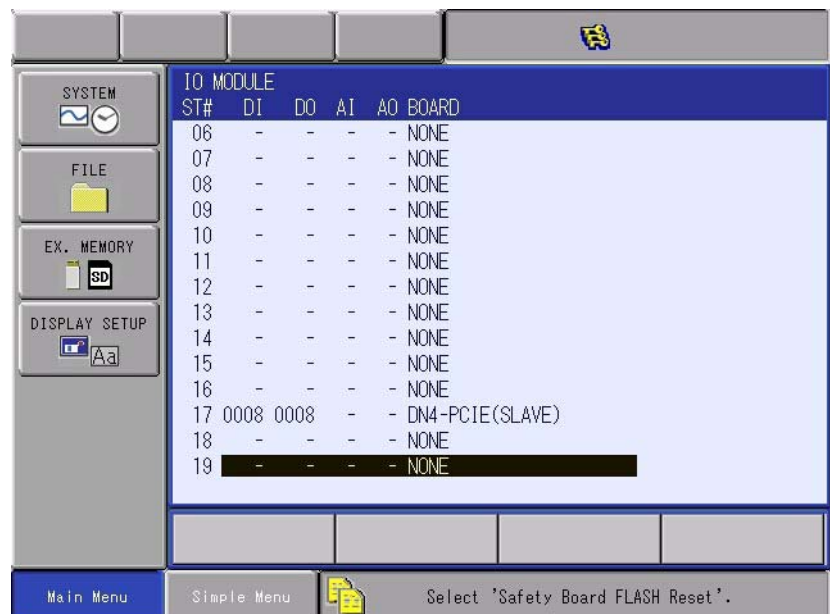 SYSTEM
FILE
EX. MEMORY
SD
DISPLAY SETUP
Aa
IO MODULE
ST# DI DO AI AO BOARD
06 - - - - NONE
07 - - - - NONE
08 - - - - NONE
09 - - - - NONE
10 - - - - NONE
11 - - - - NONE
12 - - - - NONE
13 - - - - NONE
14 - - - - NONE
15 - - - - NONE
16 - - - - NONE
17 0008 0008 - - DN4-PCIE(SLAVE)
18 - - - - NONE
19 - - - - NONE
Main Menu
Simple Menu
Select 'Safety Board FLASH Reset'.